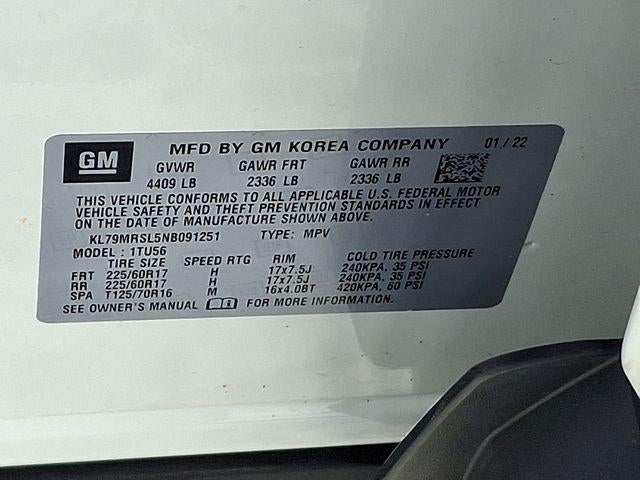 GM
MFD BY GM KOREA COMPANY 01 / 22
GVWR GAWR FRT GAWR RR
4409 LB 2336 LB 2336 LB
THIS VEHICLE CONFORMS TO ALL APPLICABLE U.S. FEDERAL MOTOR
VEHICLE SAFETY AND THEFT PREVENTION STANDARDS IN EFFECT
ON THE DATE OF MANUFACTURE SHOWN ABOVE.
KL79MRSL5NB091251 TYPE: MPV
MODEL : 1TU56
TIRE SIZE SPEED RTG RIM COLD TIRE PRESSURE
FRT 225/60R17 H 17x7.5J 240KPA, 35 PSI
RR 225/60R17 H 17x7.5J 240KPA, 35 PSI
SPA T125/70R16 M 16x4.0BT 420KPA, 60 PSI
SEE OWNER'S MANUAL FOR MORE INFORMATION.